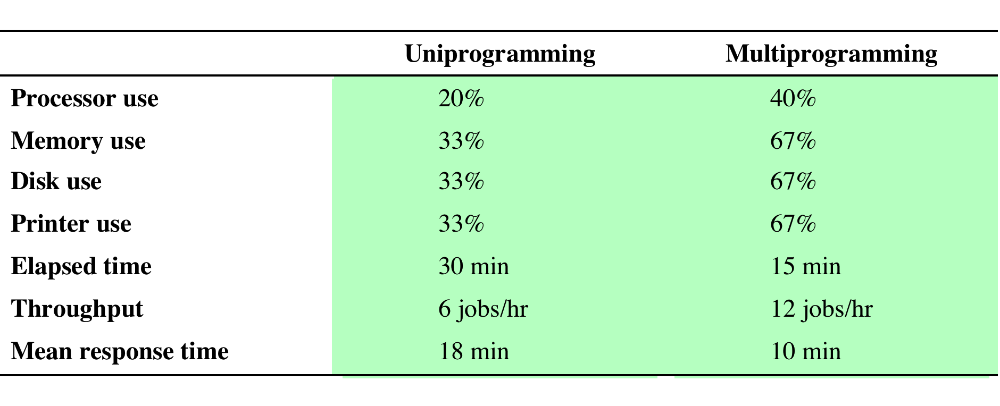 Uniprogramming Multiprogramming
Processor use 20% 40%
Memory use 33% 67%
Disk use 33% 67%
Printer use 33% 67%
Elapsed time 30 min 15 min
Throughput 6 jobs/hr 12 jobs/hr
Mean response time 18 min 10 min